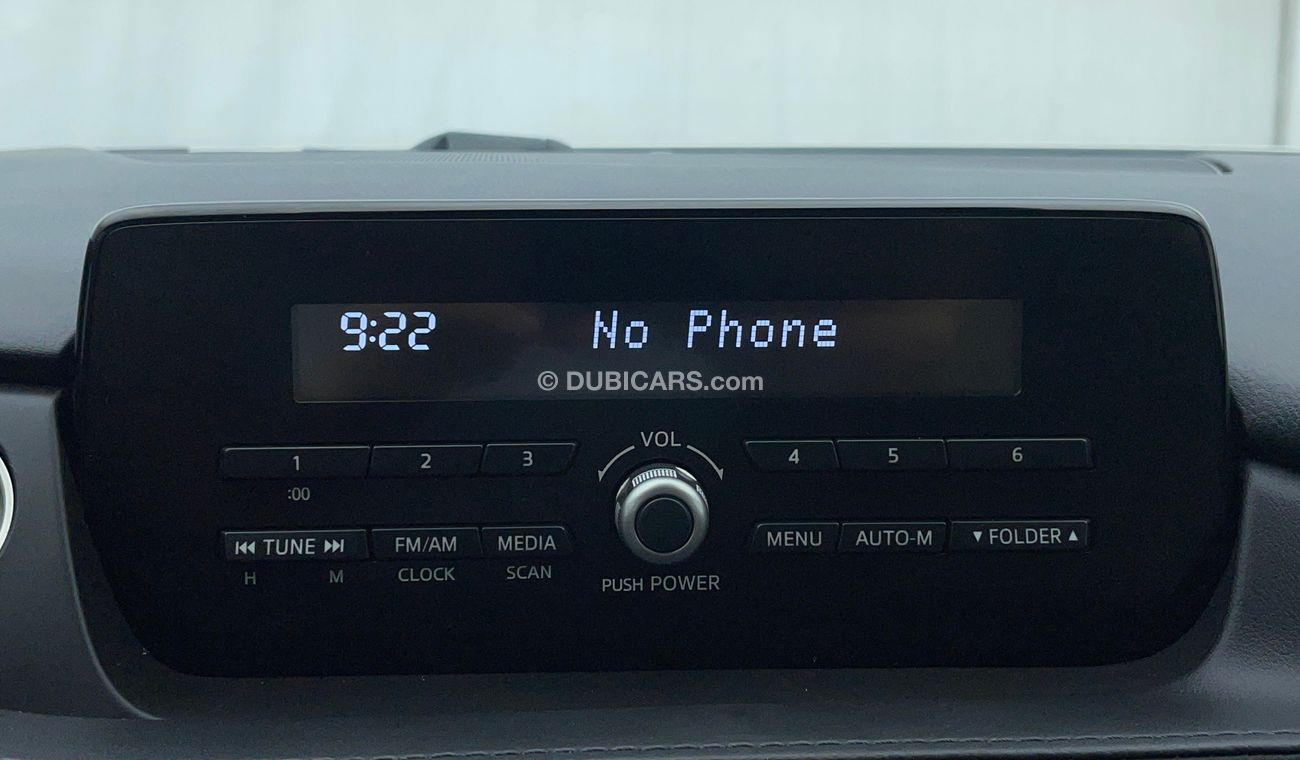 9:22 No Phone
© DUBICARS.com
VOL
1 2 3 4 5 6
:00
⏮ TUNE ⏭ FM/AM MEDIA MENU AUTO-M ▼ FOLDER ▲
H M CLOCK SCAN
PUSH POWER